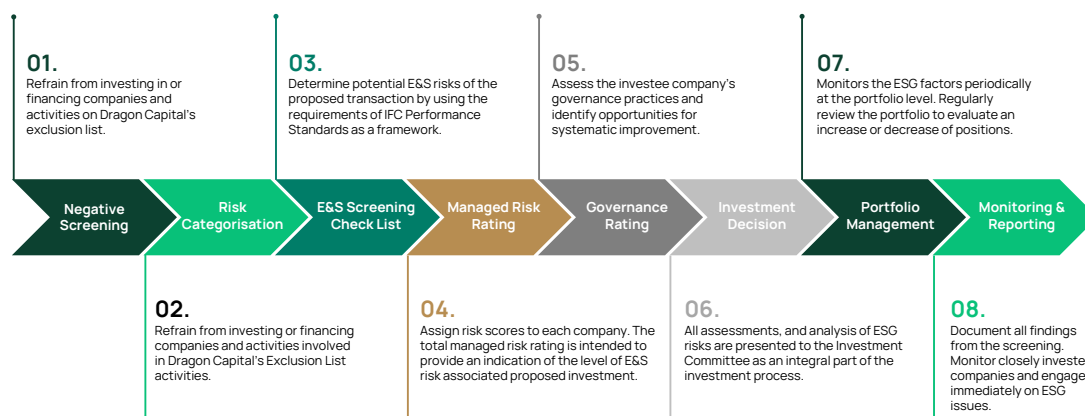 01.
Refrain from investing in or
financing companies and
activities on Dragon Capital's
exclusion list.
03.
Determine potential E&S risks of the
proposed transaction by using the
requirements of IFC Performance
Standards as a framework.
05.
Assess the investee company's
governance practices and
identify opportunities for
systematic improvement.
07.
Monitors the ESG factors periodically
at the portfolio level. Regularly
review the portfolio to evaluate an
increase or decrease of positions.
Negative
Screening
Risk
Categorisation
E&S Screening
Check List
Managed Risk
Rating
Governance
Rating
Investment
Decision
Portfolio
Management
Monitoring &
Reporting
02.
Refrain from investing or financing
companies and activities involved
in Dragon Capital's Exclusion List
activities.
04.
Assign risk scores to each company. The
total managed risk rating is intended to
provide an indication of the level of E&S
risk associated proposed investment.
06.
All assessments, and analysis of ESG
risks are presented to the Investment
Committee as an integral part of the
investment process.
08.
Document all findings
from the screening.
Monitor closely investe
companies and engage
immediately on ESG
issues.